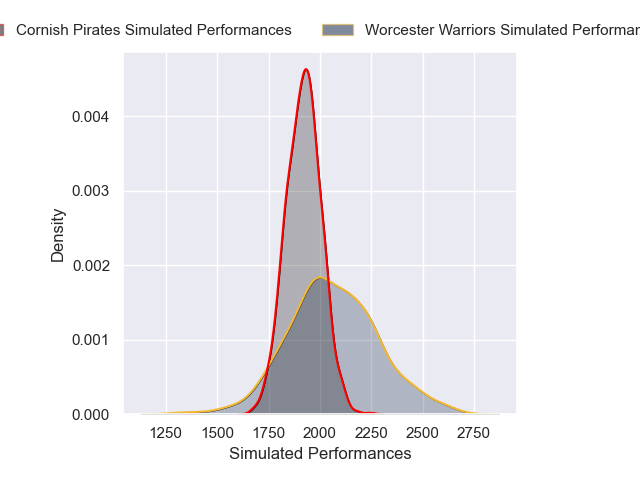 Cornish Pirates Simulated Performances
Worcester Warriors Simulated
0.004
0.003
0.002
0.001
0.000
Density
1250 1500 1750 2000 2250 2500 2750
Simulated Performances